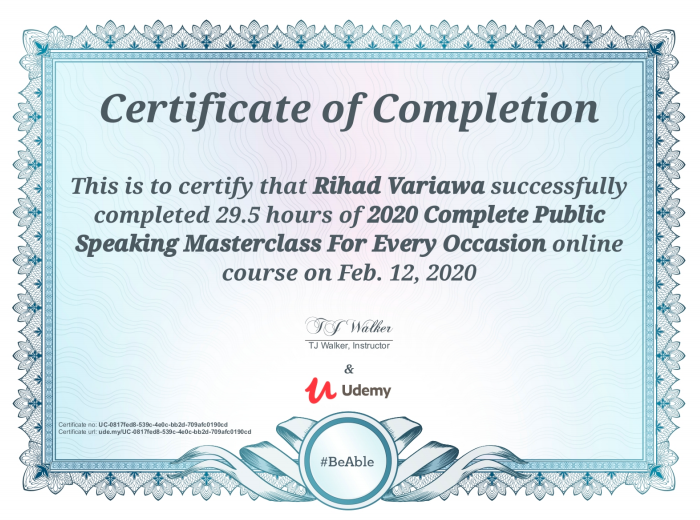 Certificate of Completion
This is to certify that Rihad Variawa successfully
completed 29.5 hours of 2020 Complete Public
Speaking Masterclass For Every Occasion online
course on Feb. 12, 2020
TJ Walker
TJ Walker, Instructor
&
Udemy
Certificate no: UC-0817fed8-539c-4e0c-bb2d-709afc0190cd
Certificate url: ude.my/UC-0817fed8-539c-4e0c-bb2d-709afc0190cd
#BeAble